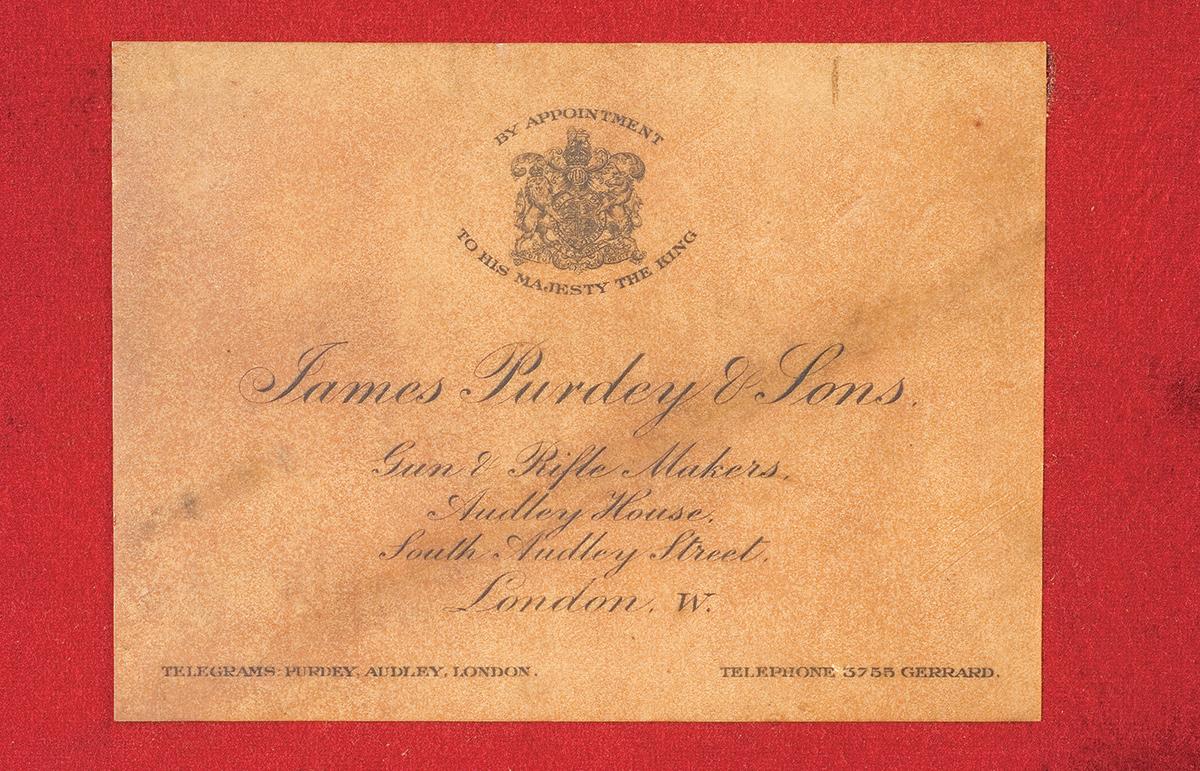 BY APPOINTMENT
TO HIS MAJESTY THE KING
James Purdey & Sons.
Gun & Rifle Makers.
Audley House.
South Audley Street.
London. W.
TELEGRAMS: PURDEY, AUDLEY, LONDON.
TELEPHONE 3755 GERRARD.